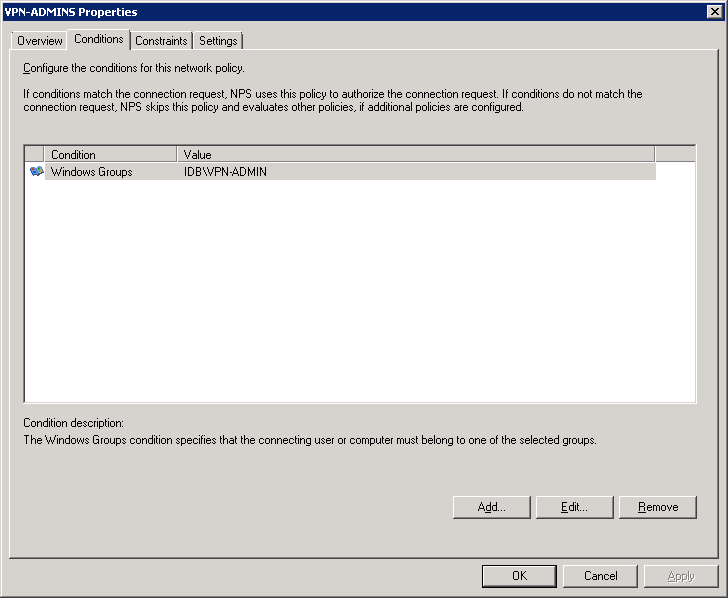 VPN-ADMINS Properties
Overview Conditions Constraints Settings
Configure the conditions for this network policy.
If conditions match the connection request, NPS uses this policy to authorize the connection request. If conditions do not match the
connection request, NPS skips this policy and evaluates other policies, if additional policies are configured.
Condition Value
Windows Groups IDB\VPN-ADMIN
Condition description:
The Windows Groups condition specifies that the connecting user or computer must belong to one of the selected groups.
Add... Edit... Remove
OK Cancel Apply